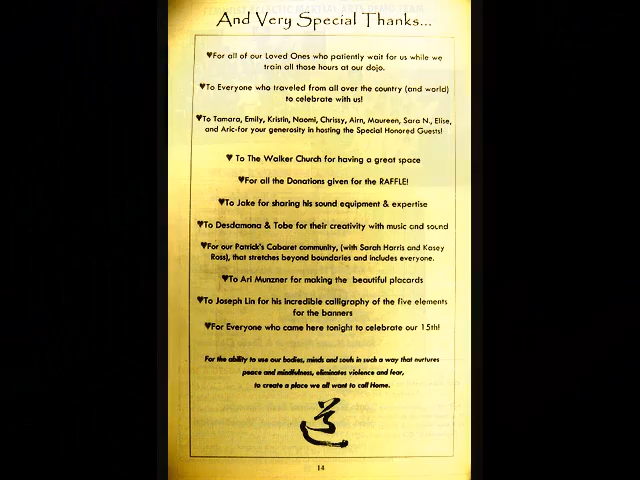 And Very Special Thanks...
♥For all of our Loved Ones who patiently wait for us while we
train all those hours at our dojo.
♥To Everyone who traveled from all over the country (and world)
to celebrate with us!
♥To Tamara, Emily, Kristin, Naomi, Chrissy, Airn, Maureen, Sara N., Elise,
and Aric-for your generosity in hosting the Special Honored Guests!
♥ To The Walker Church for having a great space
♥For all the Donations given for the RAFFLE!
♥To Jake for sharing his sound equipment & expertise
♥To Desdamona & Tobe for their creativity with music and sound
♥For our Patrick's Cabaret community, (with Sarah Harris and Kasey
Ross), that stretches beyond boundaries and includes everyone.
♥To Ari Munzner for making the beautiful placards
♥To Joseph Lin for his incredible calligraphy of the five elements
for the banners
♥For Everyone who came here tonight to celebrate our 15th!
For the ability to use our bodies, minds and souls in such a way that nurtures
peace and mindfulness, eliminates violence and fear,
to create a place we all want to call Home.
道
14